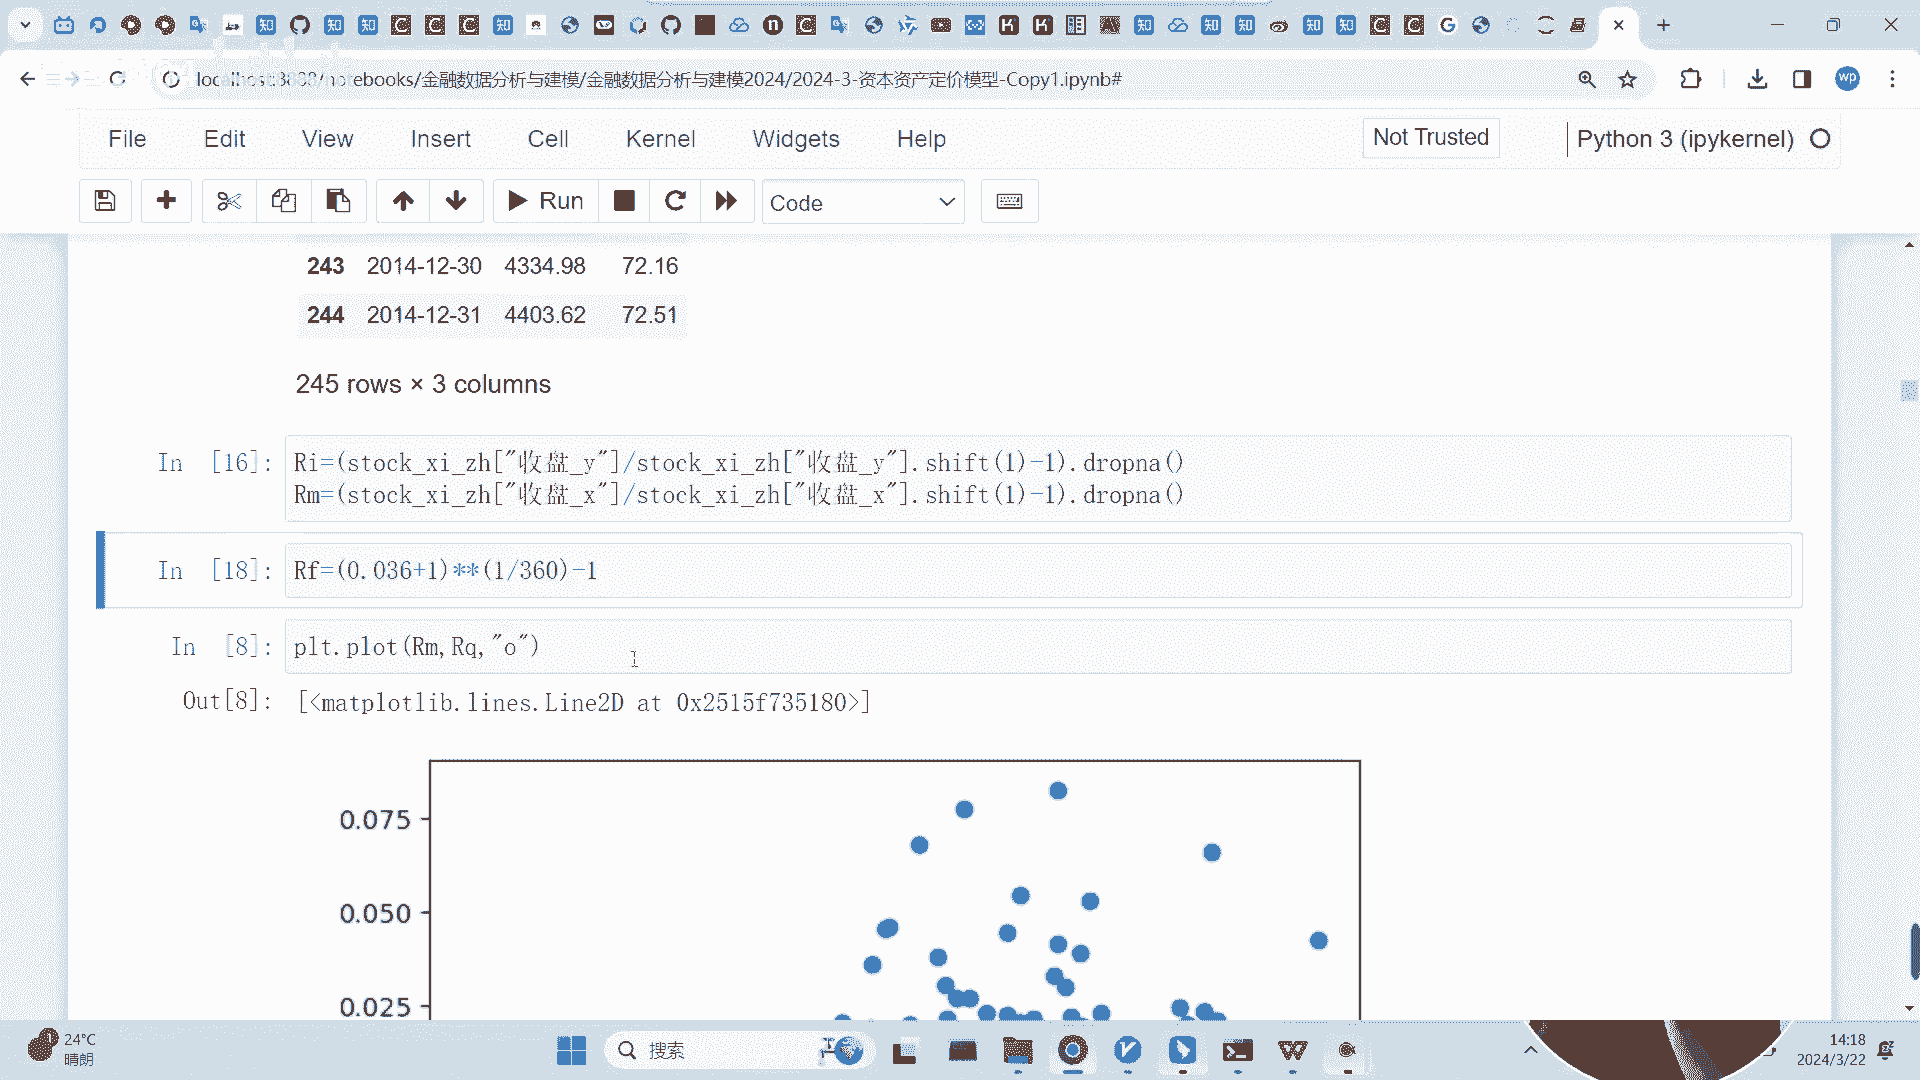 localhost:8888/notebooks/金融数据分析与建模/金融数据分析与建模2024/2024-3-资本资产定价模型-Copy1.ipynb#
File Edit View Insert Cell Kernel Widgets Help Not Trusted Python 3 (ipykernel)
Run Code
243 2014-12-30 4334.98 72.16
244 2014-12-31 4403.62 72.51
245 rows × 3 columns
In [16]: Ri=(stock_xi_zh["收盘_y"]/stock_xi_zh["收盘_y"].shift(1)-1).dropna()
Rm=(stock_xi_zh["收盘_x"]/stock_xi_zh["收盘_x"].shift(1)-1).dropna()
In [18]: Rf=(0.036+1)**(1/360)-1
In [8]: plt.plot(Rm,Rq,"o")
Out[8]: [<matplotlib.lines.Line2D at 0x2515f735180>]
0.075
0.050
0.025
24°C
晴朗
搜索
14:18
2024/3/22